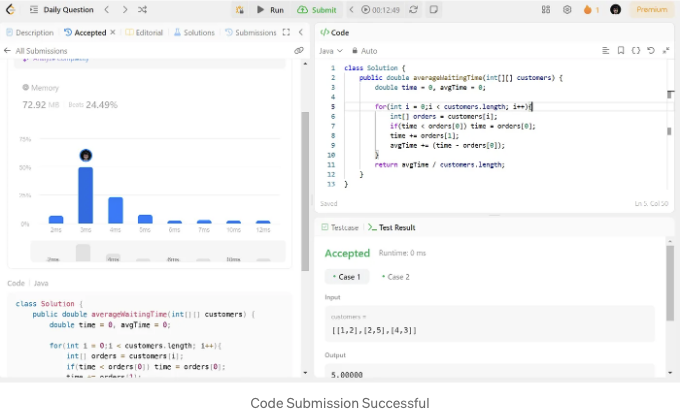 Daily Question
Run
Submit
00:12:49
1
Premium
Description
Accepted
Editorial
Solutions
Submissions
All Submissions
Analyze Complexity
Memory
72.92 MB | Beats 24.49%
75%
50%
25%
0%
2ms
3ms
4ms
5ms
6ms
7ms
10ms
12ms
Code | Java
class Solution {
public double averageWaitingTime(int[][] customers) {
double time = 0, avgTime = 0;
for(int i = 0;i < customers.length; i++){
int[] orders = customers[i];
if(time < orders[0]) time = orders[0];
time += orders[1];
Code
Java
Auto
1 class Solution {
2 public double averageWaitingTime(int[][] customers) {
3 double time = 0, avgTime = 0;
4
5 for(int i = 0;i < customers.length; i++){
6 int[] orders = customers[i];
7 if(time < orders[0]) time = orders[0];
8 time += orders[1];
9 avgTime += (time - orders[0]);
10 }
11 return avgTime / customers.length;
12 }
13 }
Saved
Ln 5, Col 50
Testcase
Test Result
Accepted
Runtime: 0 ms
Case 1
Case 2
Input
customers =
[[1,2],[2,5],[4,3]]
Output
5.00000
Code Submission Successful